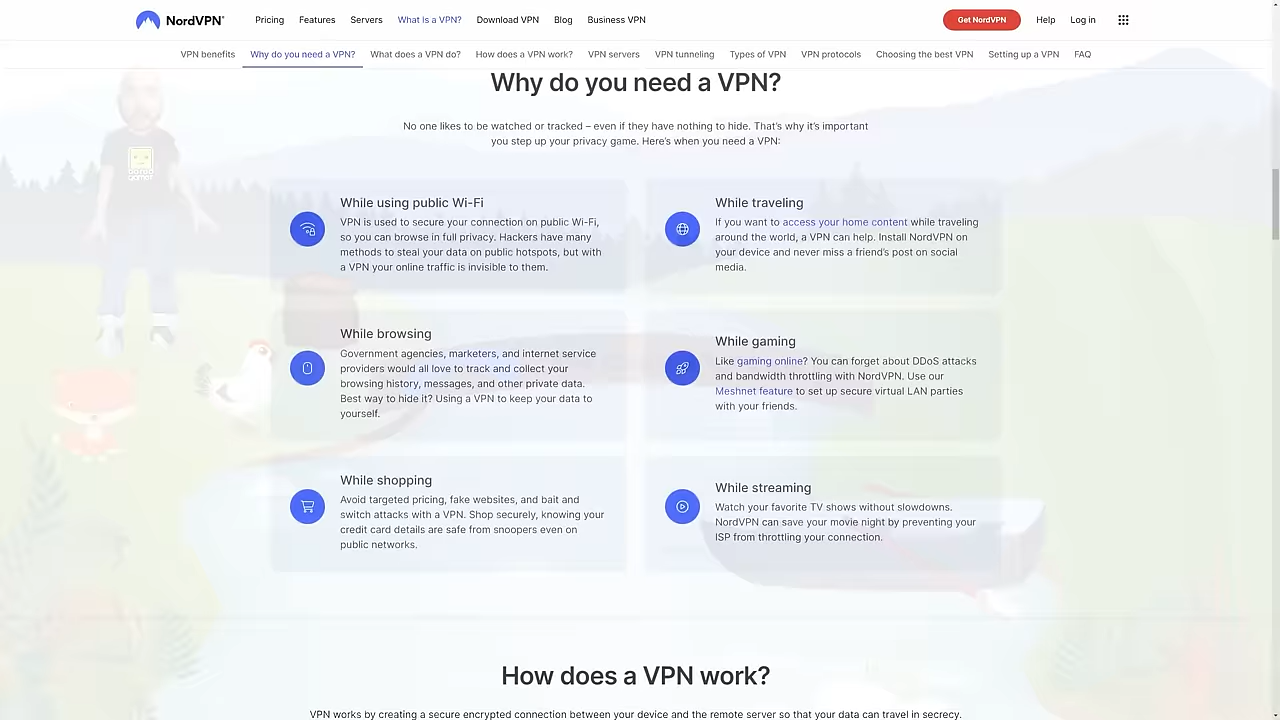 NordVPN®
Pricing
Features
Servers
What is a VPN?
Download VPN
Blog
Business VPN
Get NordVPN
Help
Log in
VPN benefits
Why do you need a VPN?
What does a VPN do?
How does a VPN work?
VPN servers
VPN tunneling
Types of VPN
VPN protocols
Choosing the best VPN
Setting up a VPN
FAQ
Why do you need a VPN?
No one likes to be watched or tracked – even if they have nothing to hide. That's why it's important
you step up your privacy game. Here's when you need a VPN:
While using public Wi-Fi
VPN is used to secure your connection on public Wi-Fi,
so you can browse in full privacy. Hackers have many
methods to steal your data on public hotspots, but with
a VPN your online traffic is invisible to them.
While traveling
If you want to access your home content while traveling
around the world, a VPN can help. Install NordVPN on
your device and never miss a friend's post on social
media.
While browsing
Government agencies, marketers, and internet service
providers would all love to track and collect your
browsing history, messages, and other private data.
Best way to hide it? Using a VPN to keep your data to
yourself.
While gaming
Like gaming online? You can forget about DDoS attacks
and bandwidth throttling with NordVPN. Use our
Meshnet feature to set up secure virtual LAN parties
with your friends.
While shopping
Avoid targeted pricing, fake websites, and bait and
switch attacks with a VPN. Shop securely, knowing your
credit card details are safe from snoopers even on
public networks.
While streaming
Watch your favorite TV shows without slowdowns.
NordVPN can save your movie night by preventing your
ISP from throttling your connection.
How does a VPN work?
VPN works by creating a secure encrypted connection between your device and the remote server so that your data can travel in secrecy.